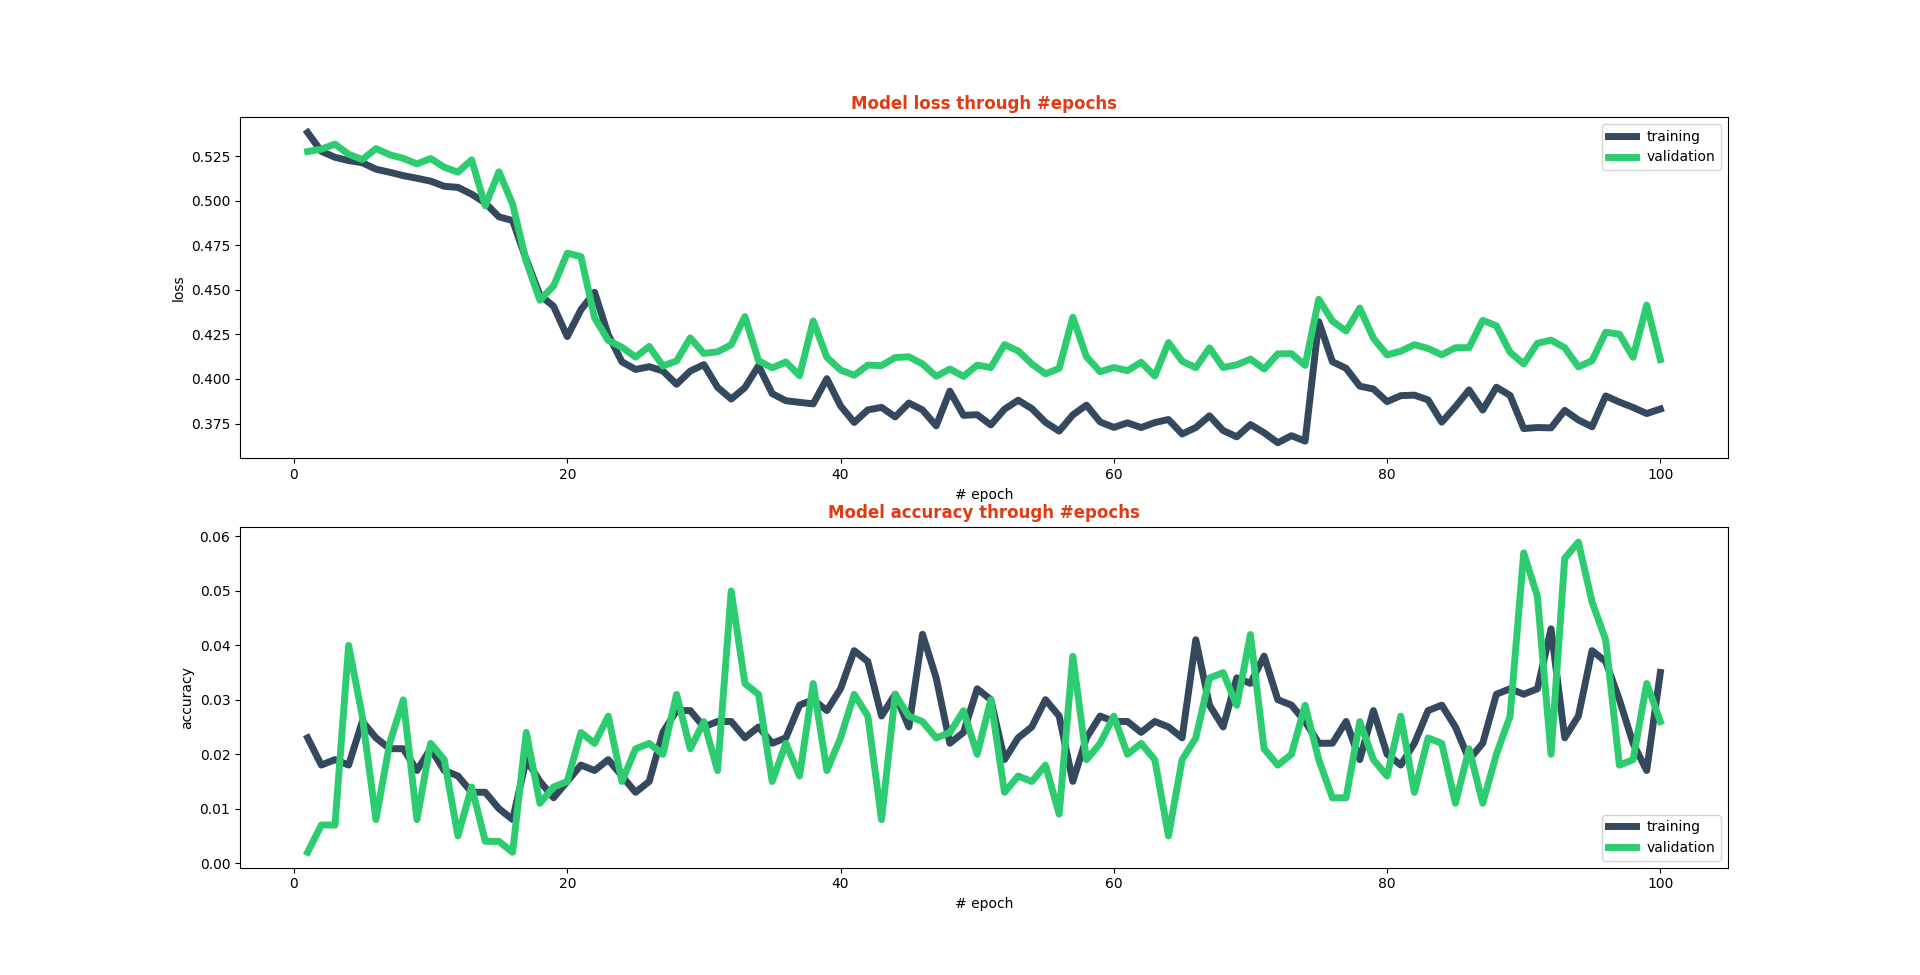 Model loss through #epochs
training
validation
0.525
0.500
0.475
0.450
0.425
0.400
0.375
loss
0 20 40 60 80 100
# epoch
Model accuracy through #epochs
0.06
0.05
0.04
0.03
0.02
0.01
0.00
accuracy
training
validation
0 20 40 60 80 100
# epoch